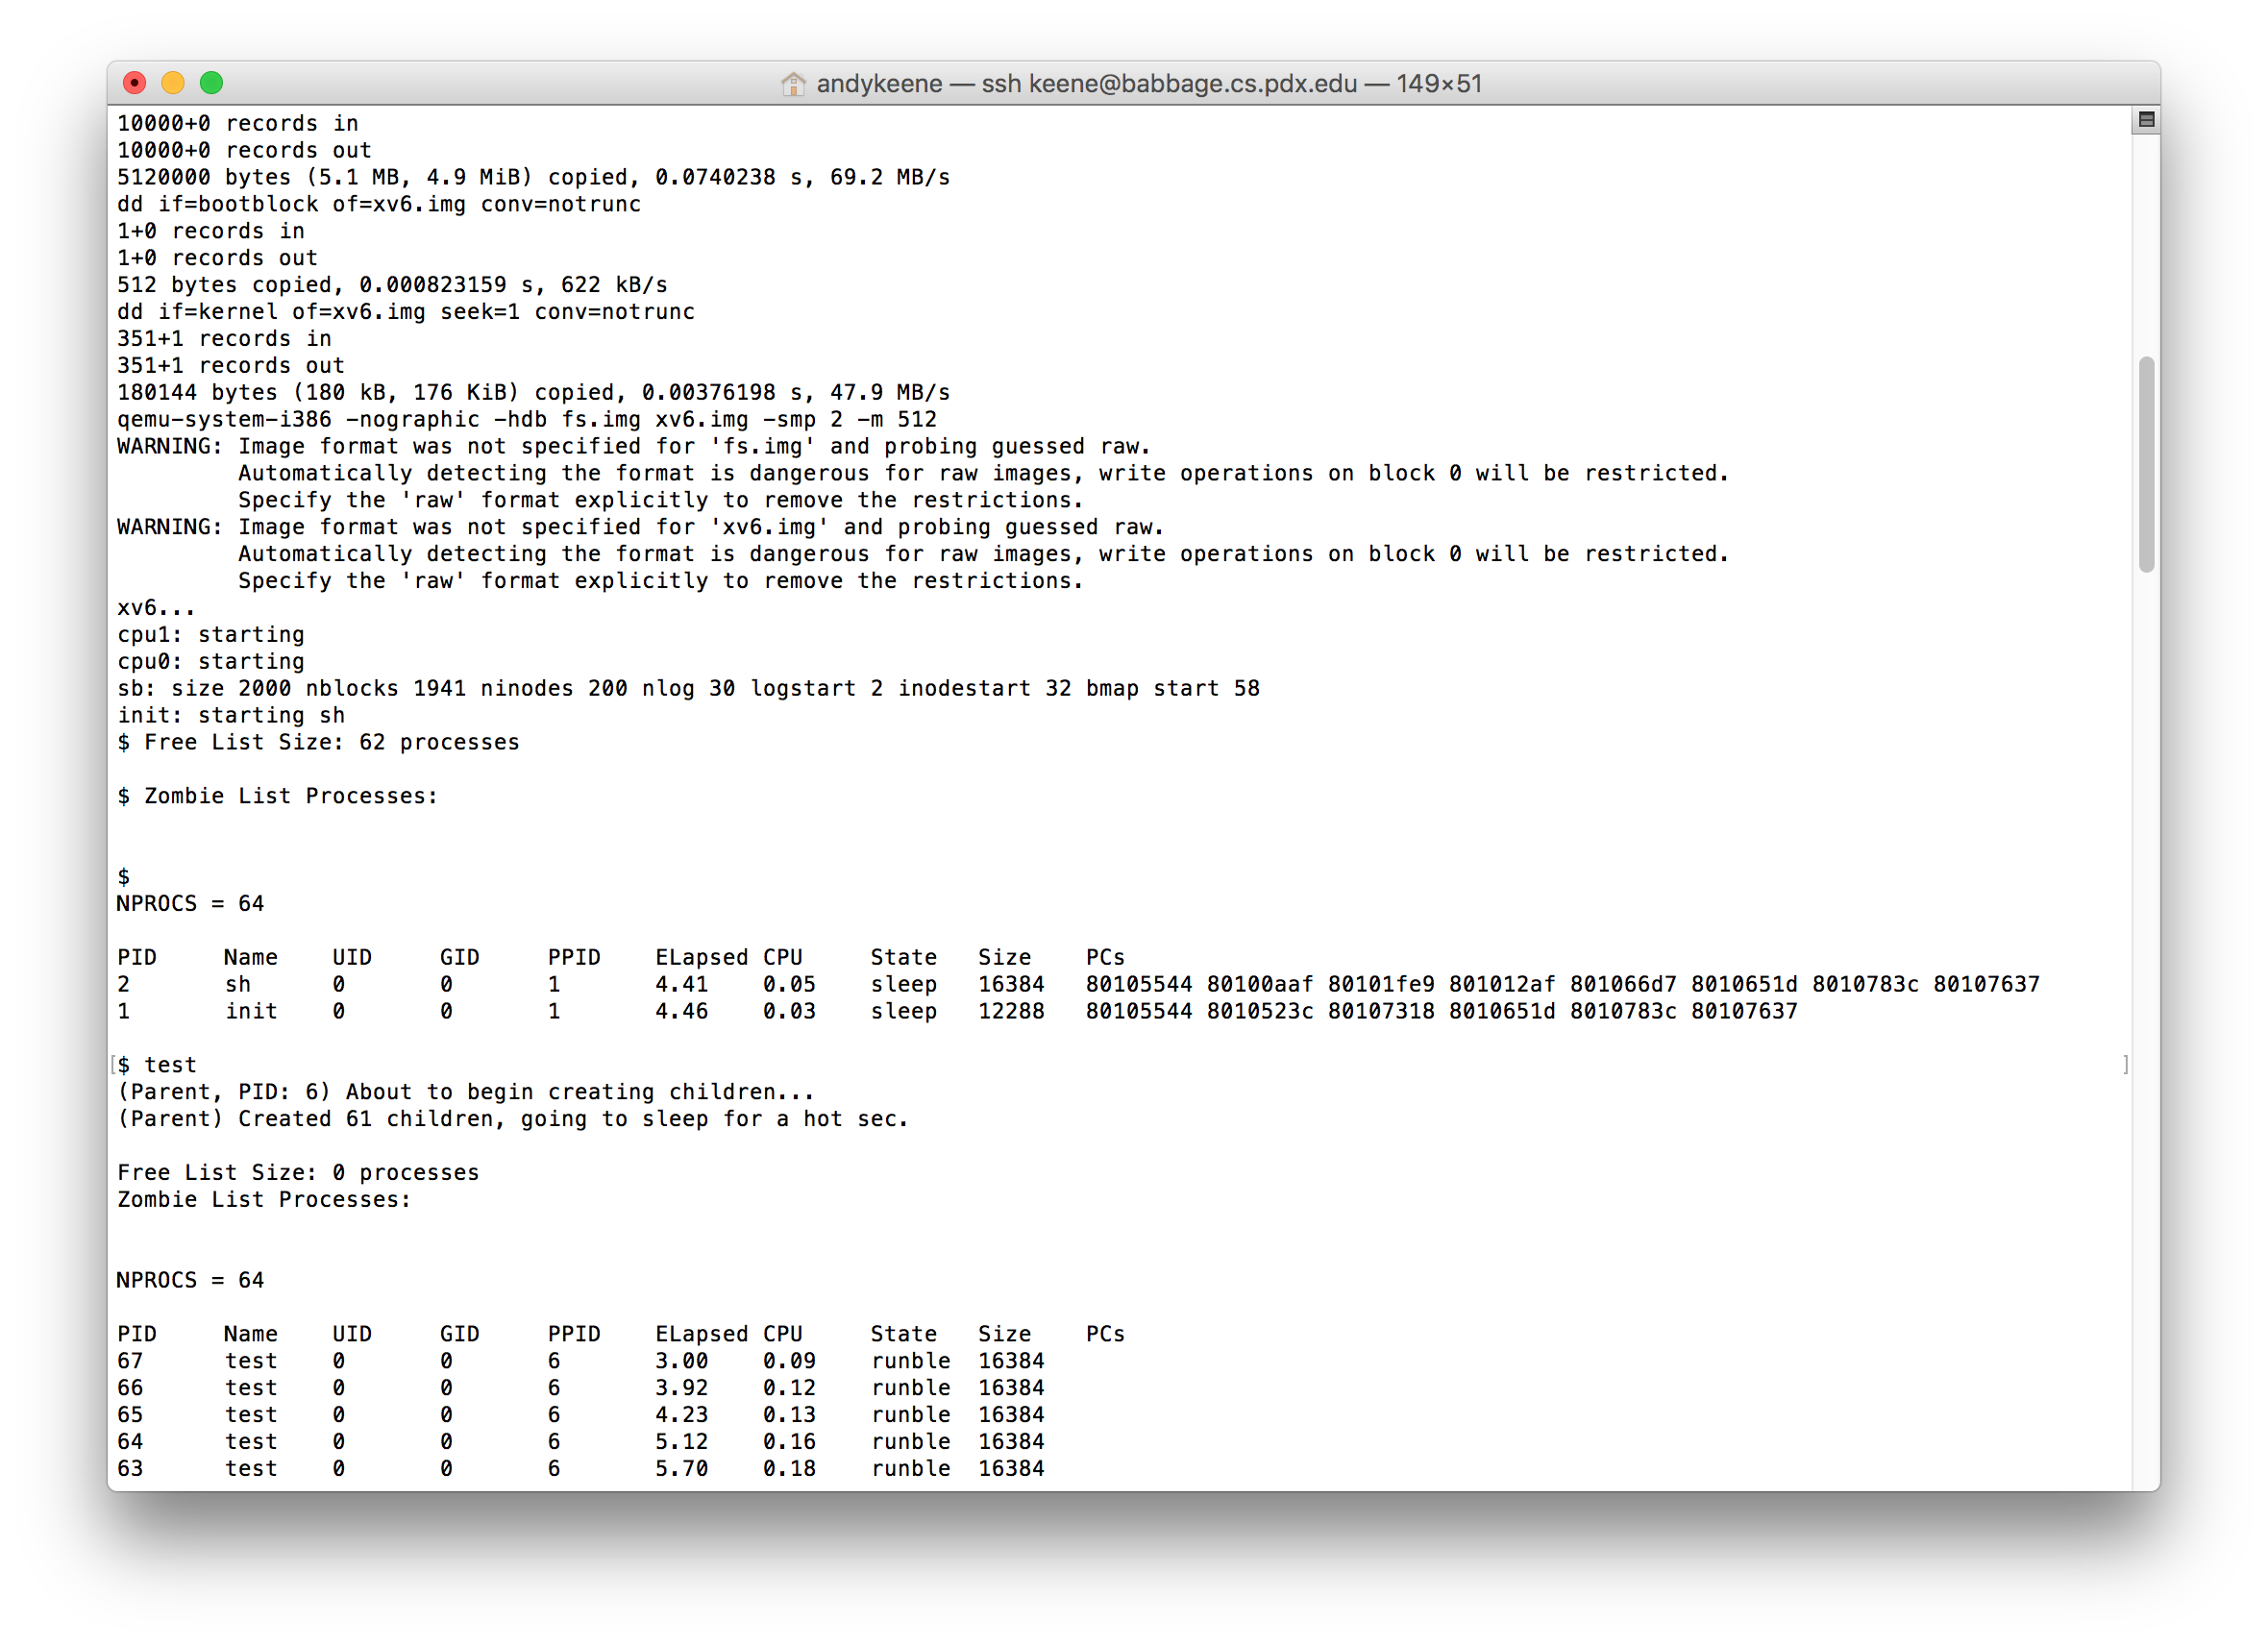 andykeene — ssh keene@babbage.cs.pdx.edu — 149×51
10000+0 records in
10000+0 records out
5120000 bytes (5.1 MB, 4.9 MiB) copied, 0.0740238 s, 69.2 MB/s
dd if=bootblock of=xv6.img conv=notrunc
1+0 records in
1+0 records out
512 bytes copied, 0.000823159 s, 622 kB/s
dd if=kernel of=xv6.img seek=1 conv=notrunc
351+1 records in
351+1 records out
180144 bytes (180 kB, 176 KiB) copied, 0.00376198 s, 47.9 MB/s
qemu-system-i386 -nographic -hdb fs.img xv6.img -smp 2 -m 512
WARNING: Image format was not specified for 'fs.img' and probing guessed raw.
         Automatically detecting the format is dangerous for raw images, write operations on block 0 will be restricted.
         Specify the 'raw' format explicitly to remove the restrictions.
WARNING: Image format was not specified for 'xv6.img' and probing guessed raw.
         Automatically detecting the format is dangerous for raw images, write operations on block 0 will be restricted.
         Specify the 'raw' format explicitly to remove the restrictions.
xv6...
cpu1: starting
cpu0: starting
sb: size 2000 nblocks 1941 ninodes 200 nlog 30 logstart 2 inodestart 32 bmap start 58
init: starting sh
$ Free List Size: 62 processes
$ Zombie List Processes:
$
NPROCS = 64
PID     Name    UID     GID     PPID    ELapsed CPU     State   Size    PCs
2       sh      0       0       1       4.41    0.05    sleep   16384   80105544 80100aaf 80101fe9 801012af 801066d7 8010651d 8010783c 80107637
1       init    0       0       1       4.46    0.03    sleep   12288   80105544 8010523c 80107318 8010651d 8010783c 80107637
[$ test ]
(Parent, PID: 6) About to begin creating children...
(Parent) Created 61 children, going to sleep for a hot sec.
Free List Size: 0 processes
Zombie List Processes:
NPROCS = 64
PID     Name    UID     GID     PPID    ELapsed CPU     State   Size    PCs
67      test    0       0       6       3.00    0.09    runble  16384
66      test    0       0       6       3.92    0.12    runble  16384
65      test    0       0       6       4.23    0.13    runble  16384
64      test    0       0       6       5.12    0.16    runble  16384
63      test    0       0       6       5.70    0.18    runble  16384